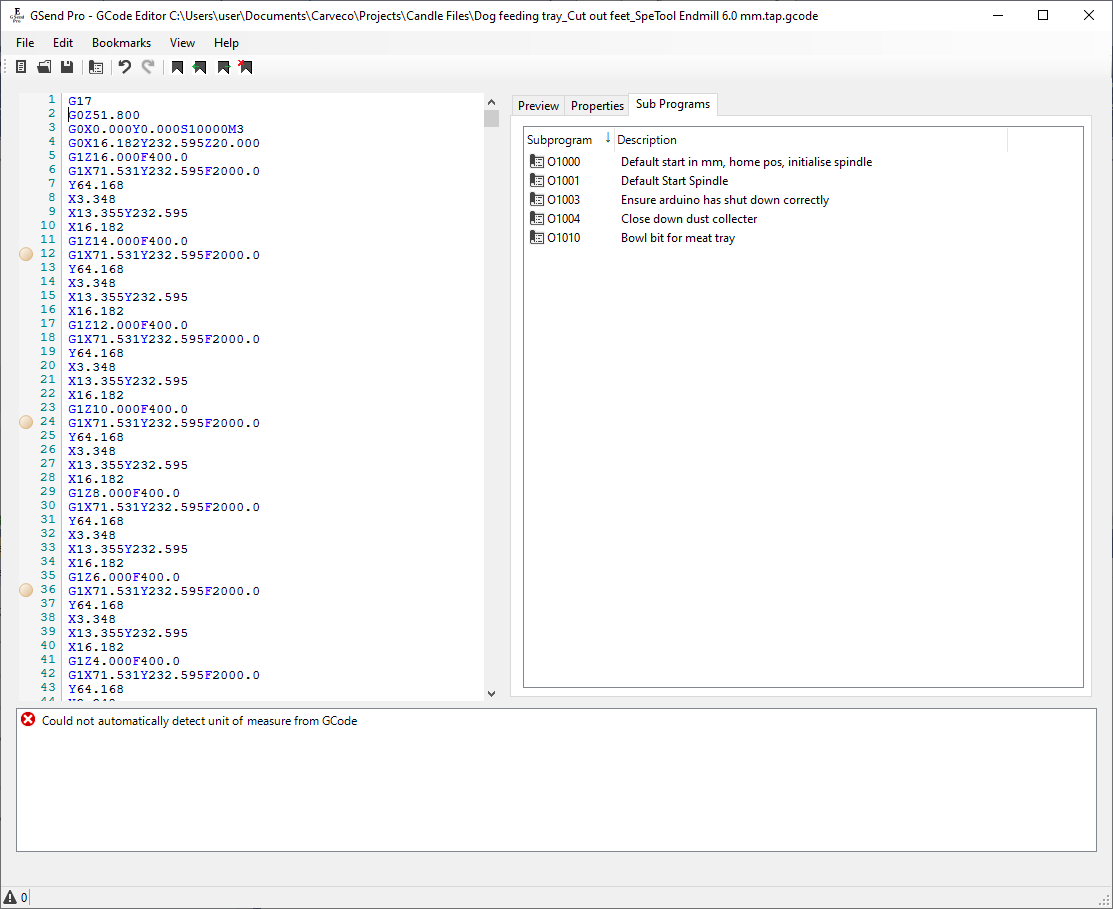 E
GSend
Pro
GSend Pro - GCode Editor C:\Users\user\Documents\Carveco\Projects\Candle Files\Dog feeding tray_Cut out feet_SpeTool Endmill 6.0 mm.tap.gcode
File Edit Bookmarks View Help
1 G17
2 G0Z51.800
3 G0X0.000Y0.000S10000M3
4 G0X16.182Y232.595Z20.000
5 G1Z16.000F400.0
6 G1X71.531Y232.595F2000.0
7 Y64.168
8 X3.348
9 X13.355Y232.595
10 X16.182
11 G1Z14.000F400.0
12 G1X71.531Y232.595F2000.0
13 Y64.168
14 X3.348
15 X13.355Y232.595
16 X16.182
17 G1Z12.000F400.0
18 G1X71.531Y232.595F2000.0
19 Y64.168
20 X3.348
21 X13.355Y232.595
22 X16.182
23 G1Z10.000F400.0
24 G1X71.531Y232.595F2000.0
25 Y64.168
26 X3.348
27 X13.355Y232.595
28 X16.182
29 G1Z8.000F400.0
30 G1X71.531Y232.595F2000.0
31 Y64.168
32 X3.348
33 X13.355Y232.595
34 X16.182
35 G1Z6.000F400.0
36 G1X71.531Y232.595F2000.0
37 Y64.168
38 X3.348
39 X13.355Y232.595
40 X16.182
41 G1Z4.000F400.0
42 G1X71.531Y232.595F2000.0
43 Y64.168
Preview Properties Sub Programs
Subprogram Description
O1000 Default start in mm, home pos, initialise spindle
O1001 Default Start Spindle
O1003 Ensure arduino has shut down correctly
O1004 Close down dust collecter
O1010 Bowl bit for meat tray
Could not automatically detect unit of measure from GCode
0